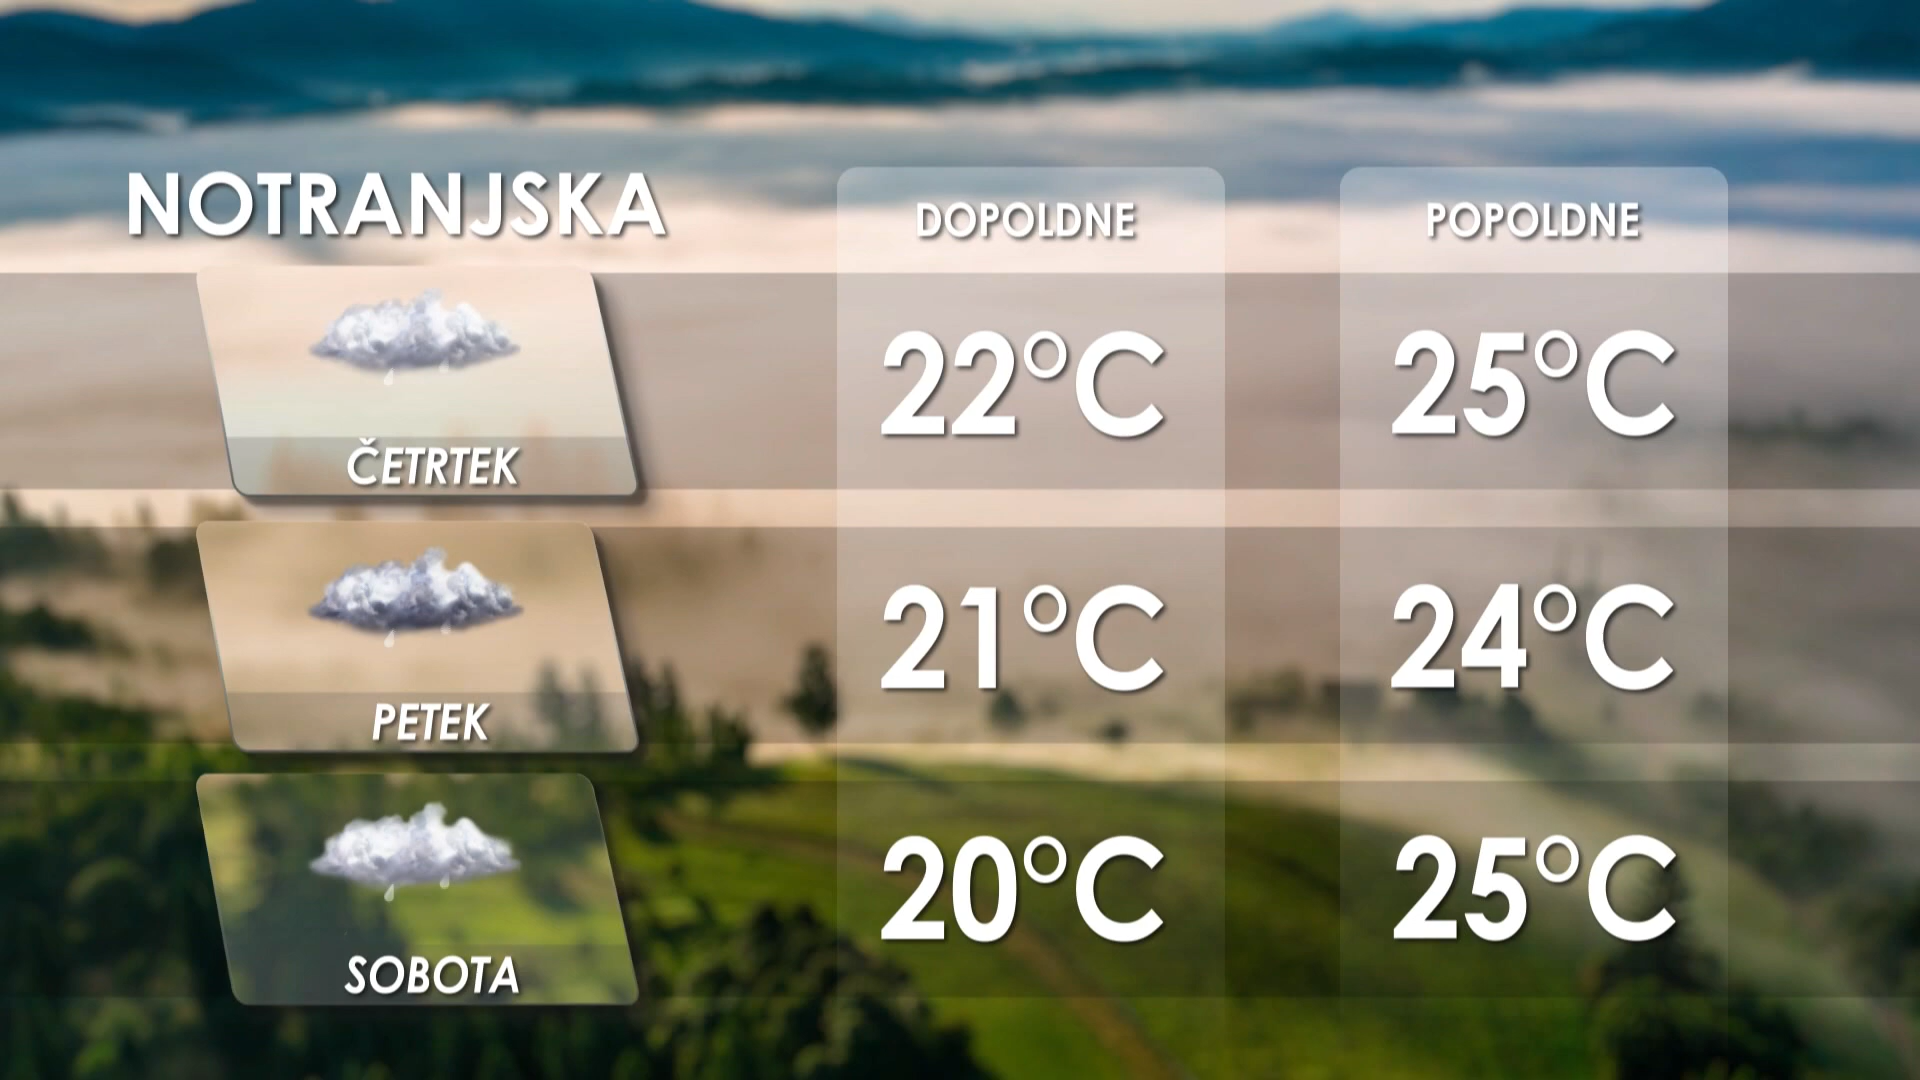 NOTRANJSKA
DOPOLDNE
POPOLDNE
ČETRTEK
22°C
25°C
PETEK
21°C
24°C
SOBOTA
20°C
25°C